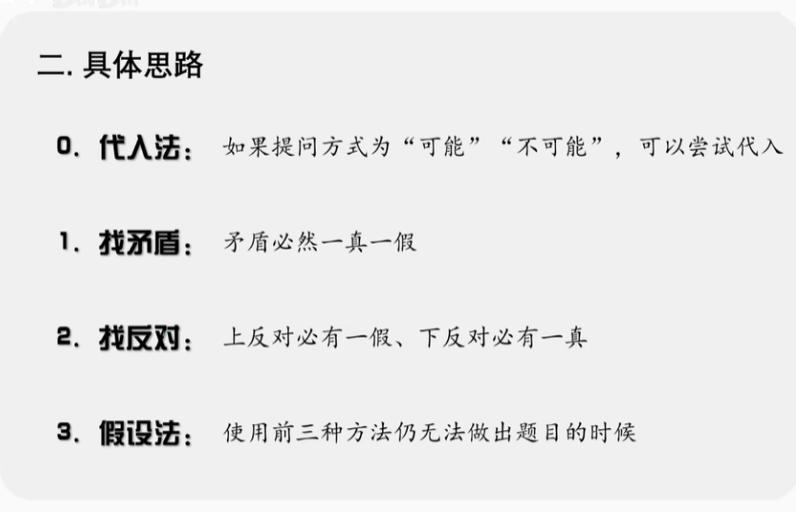 二. 具体思路
0. 代入法： 如果提问方式为“可能”“不可能”，可以尝试代入
1. 找矛盾： 矛盾必然一真一假
2. 找反对： 上反对必有一假、下反对必有一真
3. 假设法： 使用前三种方法仍无法做出题目的时候